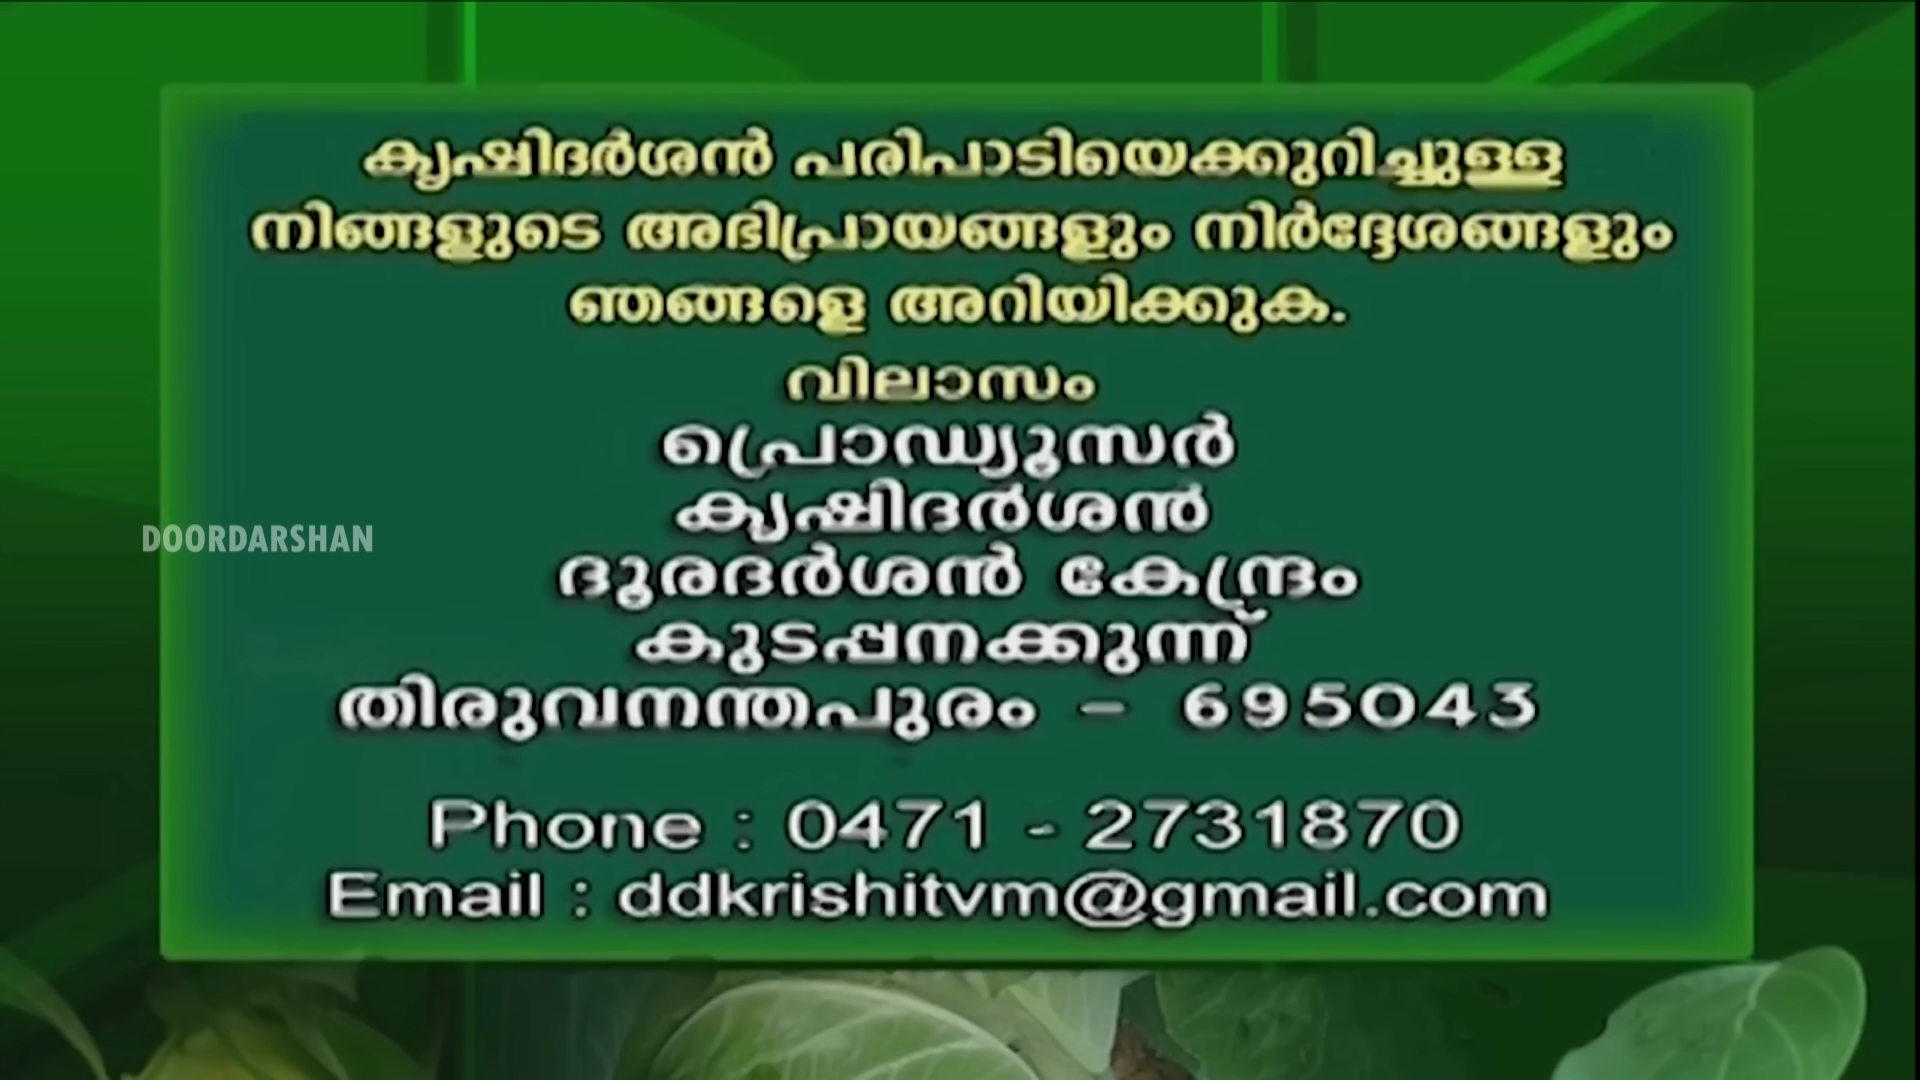 കൃഷിദർശൻ പരിപാടിയെക്കുറിച്ചുള്ള
നിങ്ങളുടെ അഭിപ്രായങ്ങളും നിർദ്ദേശങ്ങളും
ഞങ്ങളെ അറിയിക്കുക.
വിലാസം
പ്രൊഡ്യൂസർ
കൃഷിദർശൻ
DOORDARSHAN
ദൂരദർശൻ കേന്ദ്രം
കുടപ്പനക്കുന്ന്
തിരുവനന്തപുരം – 695043
Phone : 0471 - 2731870
Email : ddkrishitvm@gmail.com